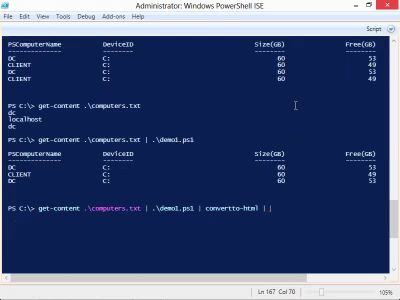 Administrator: Windows PowerShell ISE
File Edit View Tools Debug Add-ons Help
Script
PSComputerName DeviceID Size(GB) Free(GB)
-------------- -------- -------- --------
DC C: 60 53
CLIENT C: 60 49
DC C: 60 53
CLIENT C: 60 49
PS C:\> get-content .\computers.txt
dc
localhost
dc
PS C:\> get-content .\computers.txt | .\demo1.ps1
PSComputerName DeviceID Size(GB) Free(GB)
-------------- -------- -------- --------
DC C: 60 53
CLIENT C: 60 49
DC C: 60 53
PS C:\> get-content .\computers.txt | .\demo1.ps1 | convertto-html |
Ln 167 Col 70 105%